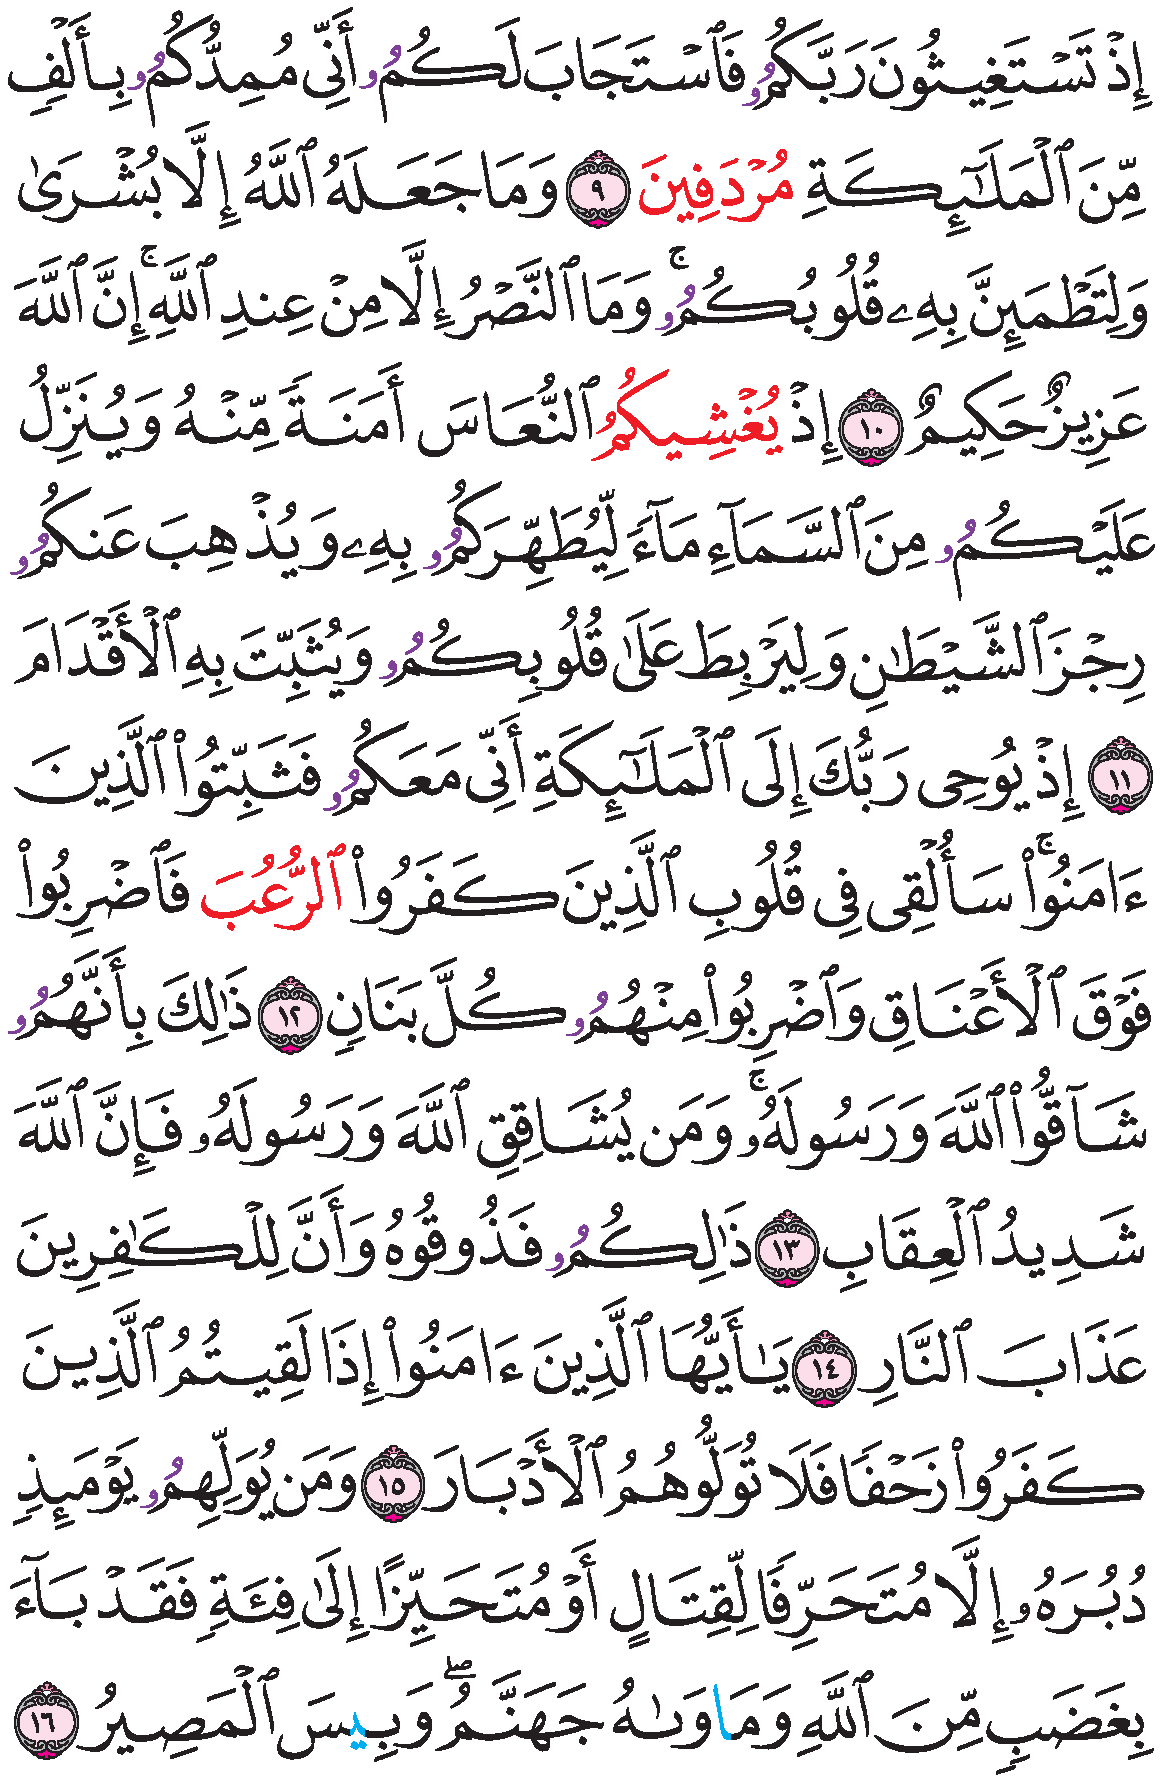 إِذۡ تَسۡتَغِيثُونَ رَبَّكُمُۥ فَٱسۡتَجَابَ لَكُمُۥ أَنِّي مُمِدُّكُمُۥ بِأَلۡفٖ
مِّنَ ٱلۡمَلَٰٓئِكَةِ مُرۡدَفِينَ ٩ وَمَا جَعَلَهُ ٱللَّهُ إِلَّا بُشۡرَىٰ
وَلِتَطۡمَئِنَّ بِهِۦ قُلُوبُكُمُۥۚ وَمَا ٱلنَّصۡرُ إِلَّا مِنۡ عِندِ ٱللَّهِۚ إِنَّ ٱللَّهَ
عَزِيزٌ حَكِيمٌ ١٠ إِذۡ يُغۡشِيكُمُ ٱلنُّعَاسَ أَمَنَةٗ مِّنۡهُ وَيُنَزِّلُ
عَلَيۡكُمُۥ مِنَ ٱلسَّمَآءِ مَآءٗ لِّيُطَهِّرَكُمُۥ بِهِۦ وَيُذۡهِبَ عَنكُمُۥ
رِجۡزَ ٱلشَّيۡطَٰنِ وَلِيَرۡبِطَ عَلَىٰ قُلُوبِكُمُۥ وَيُثَبِّتَ بِهِ ٱلۡأَقۡدَامَ
١١ إِذۡ يُوحِي رَبُّكَ إِلَى ٱلۡمَلَٰٓئِكَةِ أَنِّي مَعَكُمُۥ فَثَبِّتُواْ ٱلَّذِينَ
ءَامَنُواْۚ سَأُلۡقِي فِي قُلُوبِ ٱلَّذِينَ كَفَرُواْ ٱلرُّعُبَ فَٱضۡرِبُواْ
فَوۡقَ ٱلۡأَعۡنَاقِ وَٱضۡرِبُواْ مِنۡهُمُۥ كُلَّ بَنَانٖ ١٢ ذَٰلِكَ بِأَنَّهُمُۥ
شَآقُّواْ ٱللَّهَ وَرَسُولَهُۥۚ وَمَن يُشَاقِقِ ٱللَّهَ وَرَسُولَهُۥ فَإِنَّ ٱللَّهَ
شَدِيدُ ٱلۡعِقَابِ ١٣ ذَٰلِكُمُۥ فَذُوقُوهُ وَأَنَّ لِلۡكَٰفِرِينَ
عَذَابَ ٱلنَّارِ ١٤ يَٰٓأَيُّهَا ٱلَّذِينَ ءَامَنُواْ إِذَا لَقِيتُمُ ٱلَّذِينَ
كَفَرُواْ زَحۡفٗا فَلَا تُوَلُّوهُمُ ٱلۡأَدۡبَارَ ١٥ وَمَن يُوَلِّهِمُۥ يَوۡمَئِذٖ
دُبُرَهُۥ إِلَّا مُتَحَرِّفٗا لِّقِتَالٍ أَوۡ مُتَحَيِّزًا إِلَىٰ فِئَةٖ فَقَدۡ بَآءَ
بِغَضَبٖ مِّنَ ٱللَّهِ وَمَاوَىٰهُ جَهَنَّمُۖ وَبِيسَ ٱلۡمَصِيرُ ١٦